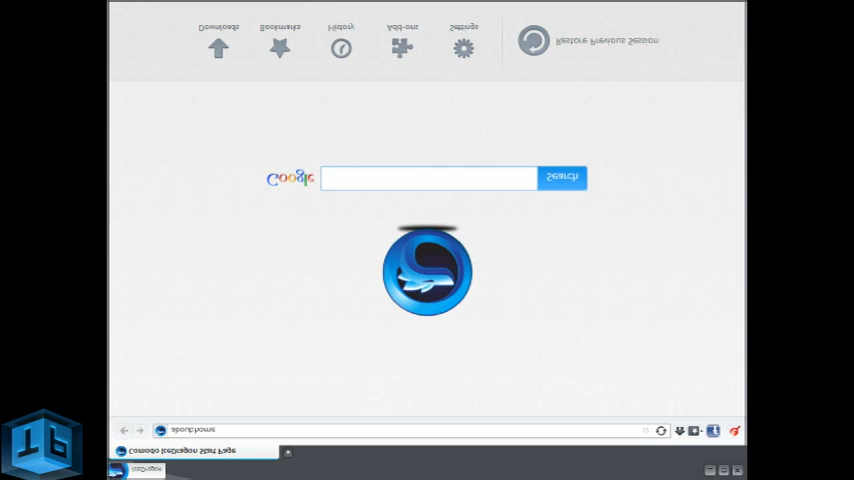 IceDragon
Comodo IceDragon Start Page
about:home
Google
Search
Downloads
Bookmarks
History
Add-ons
Settings
Restore Previous Session